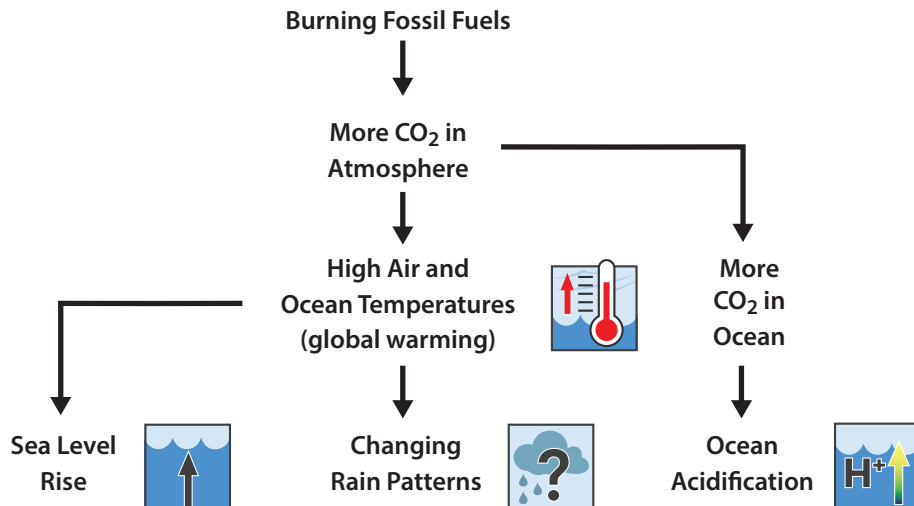 Burning Fossil Fuels
More CO₂ in
Atmosphere
High Air and
Ocean Temperatures
(global warming)
More
CO₂ in
Ocean
Sea Level
Rise
Changing
Rain Patterns
?
Ocean
Acidification
H⁺